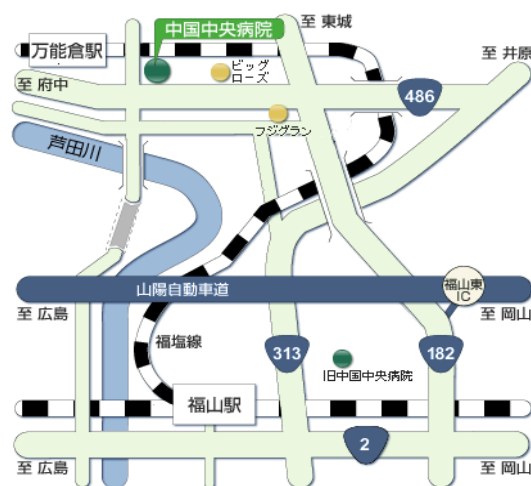 中国中央病院
至 東城
万能倉駅
ビッグ
ローズ
至 井原
至 府中
486
フジグラン
芦田川
山陽自動車道
福山東
IC
至 広島
至 岡山
福塩線
313
182
旧中国中央病院
福山駅
2
至 広島
至 岡山